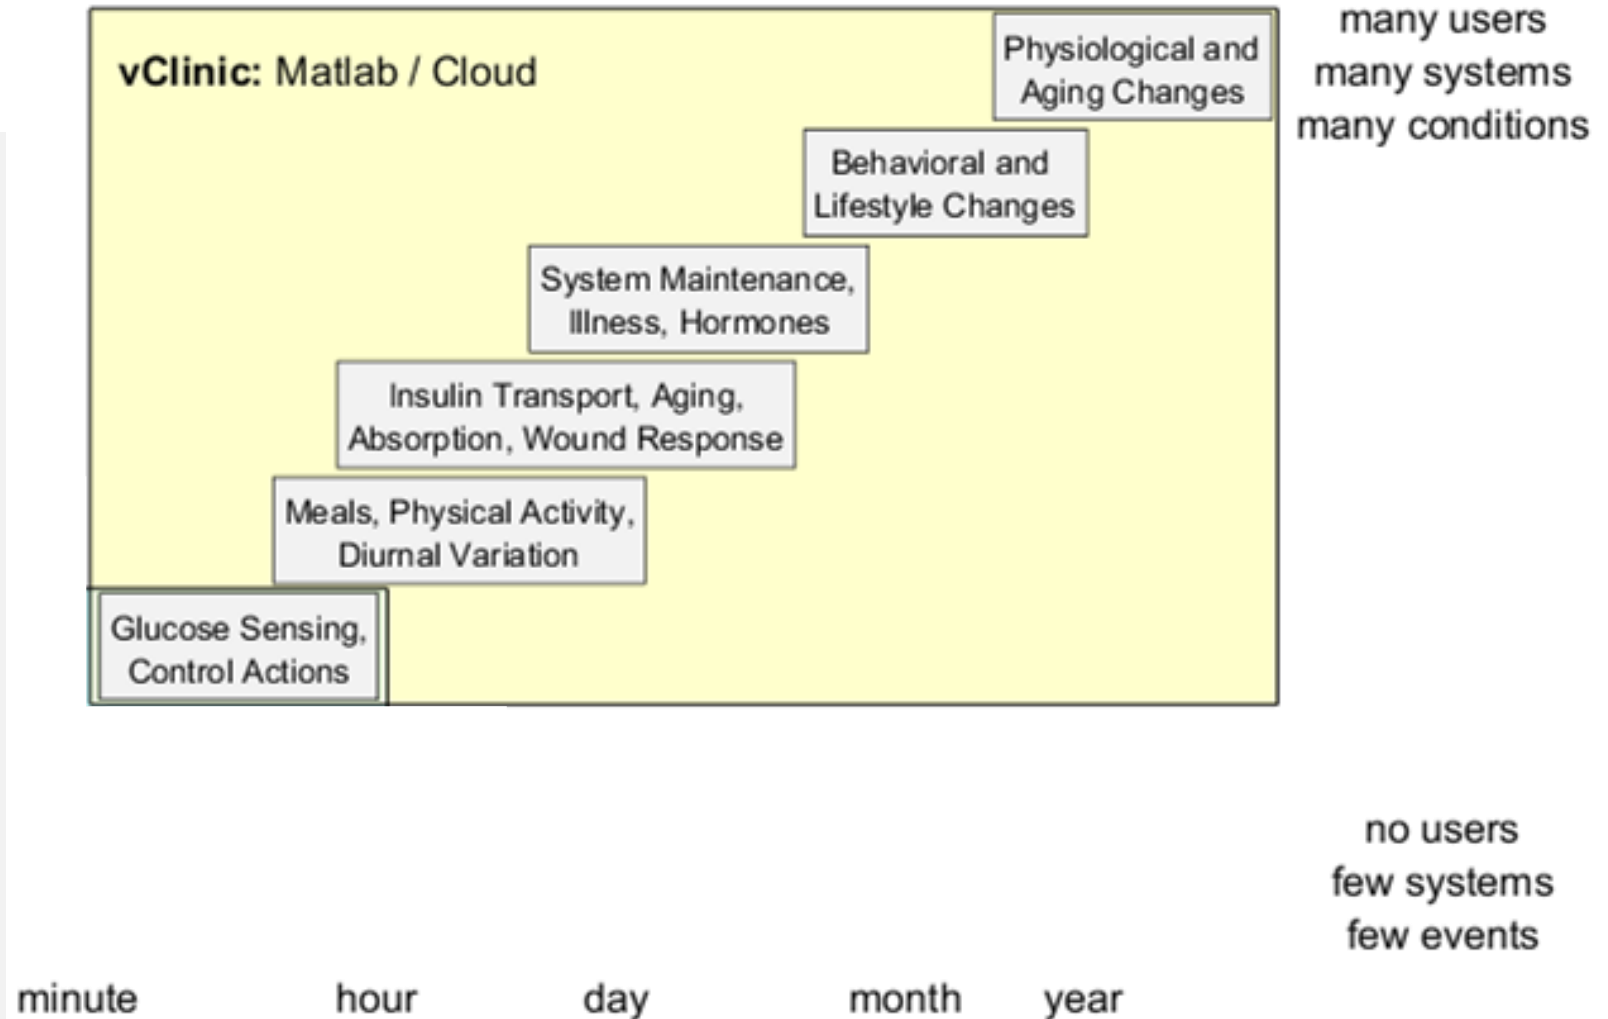 vClinic: Matlab / Cloud
Physiological and
Aging Changes
many users
many systems
many conditions
Behavioral and
Lifestyle Changes
System Maintenance,
Illness, Hormones
Insulin Transport, Aging,
Absorption, Wound Response
Meals, Physical Activity,
Diurnal Variation
Glucose Sensing,
Control Actions
no users
few systems
few events
minute hour day month year